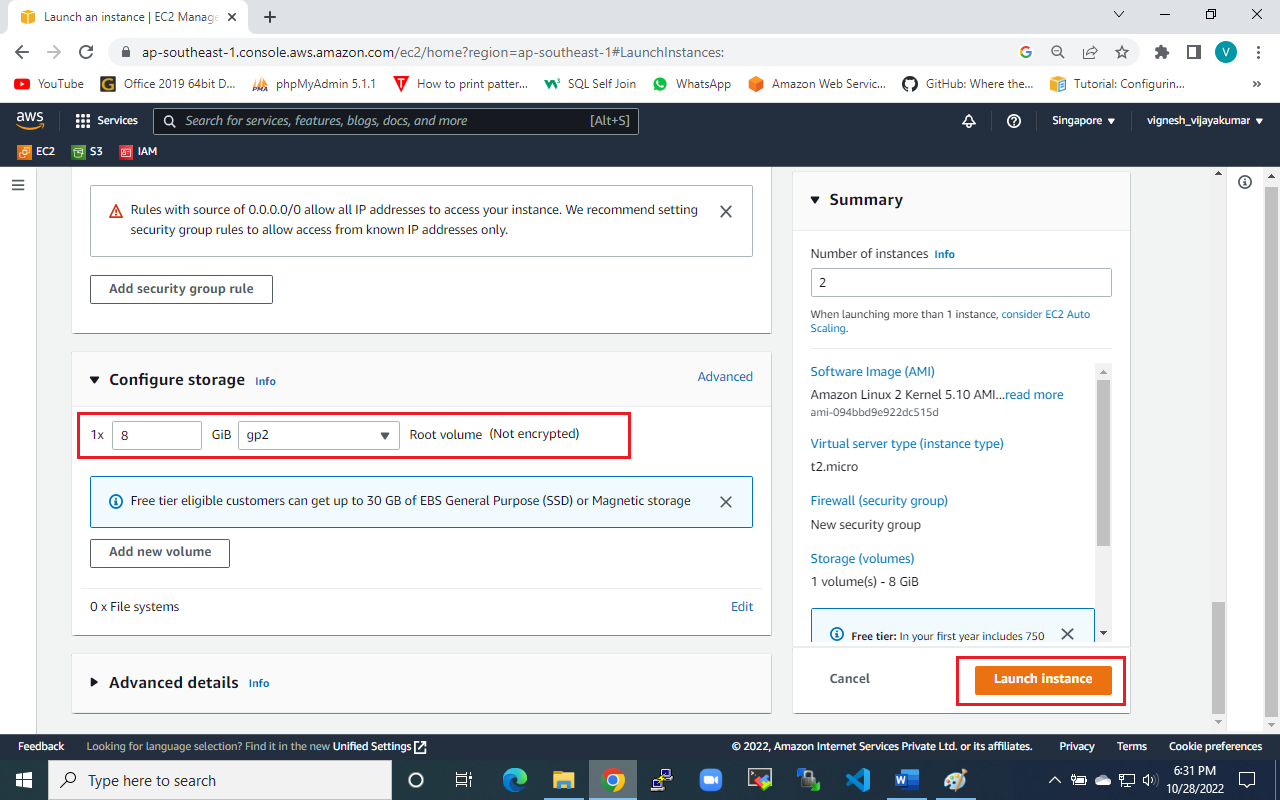 Launch an instance | EC2 Manage
ap-southeast-1.console.aws.amazon.com/ec2/home?region=ap-southeast-1#LaunchInstances:
V
YouTube
Office 2019 64bit D...
phpMyAdmin 5.1.1
How to print patter...
SQL Self Join
WhatsApp
Amazon Web Servic...
GitHub: Where the...
Tutorial: Configurin...
»
aws
Services
Search for services, features, blogs, docs, and more
[Alt+S]
Singapore
vignesh_vijayakumar
EC2
S3
IAM
Rules with source of 0.0.0.0/0 allow all IP addresses to access your instance. We recommend setting
security group rules to allow access from known IP addresses only.
Add security group rule
Configure storage Info
Advanced
1x 8 GiB gp2 Root volume (Not encrypted)
Free tier eligible customers can get up to 30 GB of EBS General Purpose (SSD) or Magnetic storage
Add new volume
0 x File systems
Edit
Advanced details Info
Summary
Number of instances Info
2
When launching more than 1 instance, consider EC2 Auto
Scaling.
Software Image (AMI)
Amazon Linux 2 Kernel 5.10 AMI...read more
ami-094bbd9e922dc515d
Virtual server type (instance type)
t2.micro
Firewall (security group)
New security group
Storage (volumes)
1 volume(s) - 8 GiB
Free tier: In your first year includes 750
Cancel
Launch instance
Feedback
Looking for language selection? Find it in the new Unified Settings
© 2022, Amazon Internet Services Private Ltd. or its affiliates.
Privacy
Terms
Cookie preferences
Type here to search
6:31 PM
10/28/2022